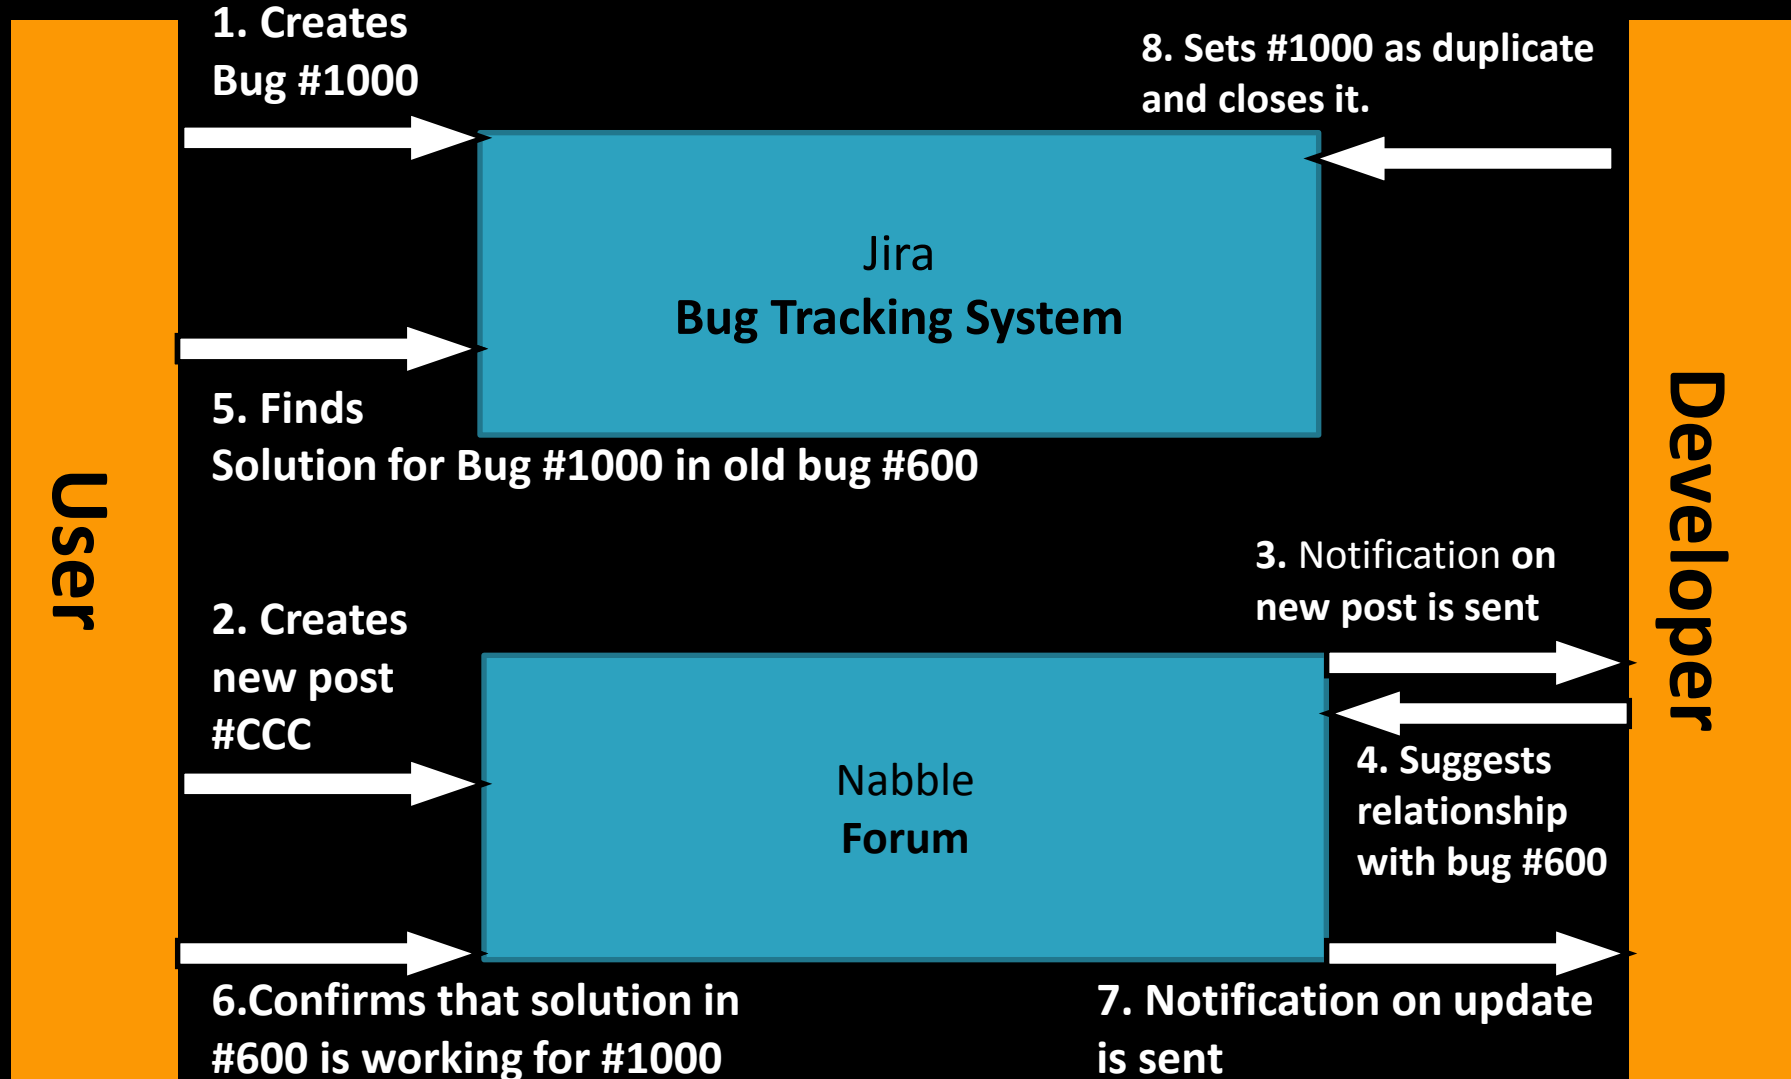 1. Creates
Bug #1000
8. Sets #1000 as duplicate
and closes it.
Jira
Bug Tracking System
5. Finds
Solution for Bug #1000 in old bug #600
User
Developer
3. Notification on
new post is sent
2. Creates
new post
#CCC
4. Suggests
relationship
with bug #600
Nabble
Forum
6.Confirms that solution in
#600 is working for #1000
7. Notification on update
is sent